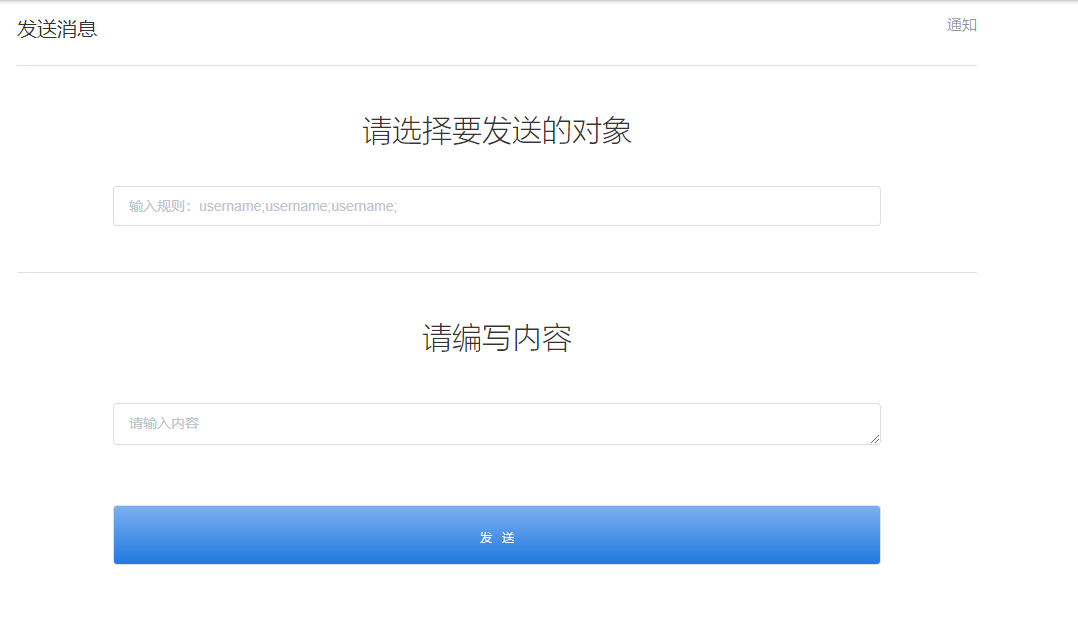 发送消息
通知
请选择要发送的对象
输入规则：username;username;username;
请编写内容
请输入内容
发 送